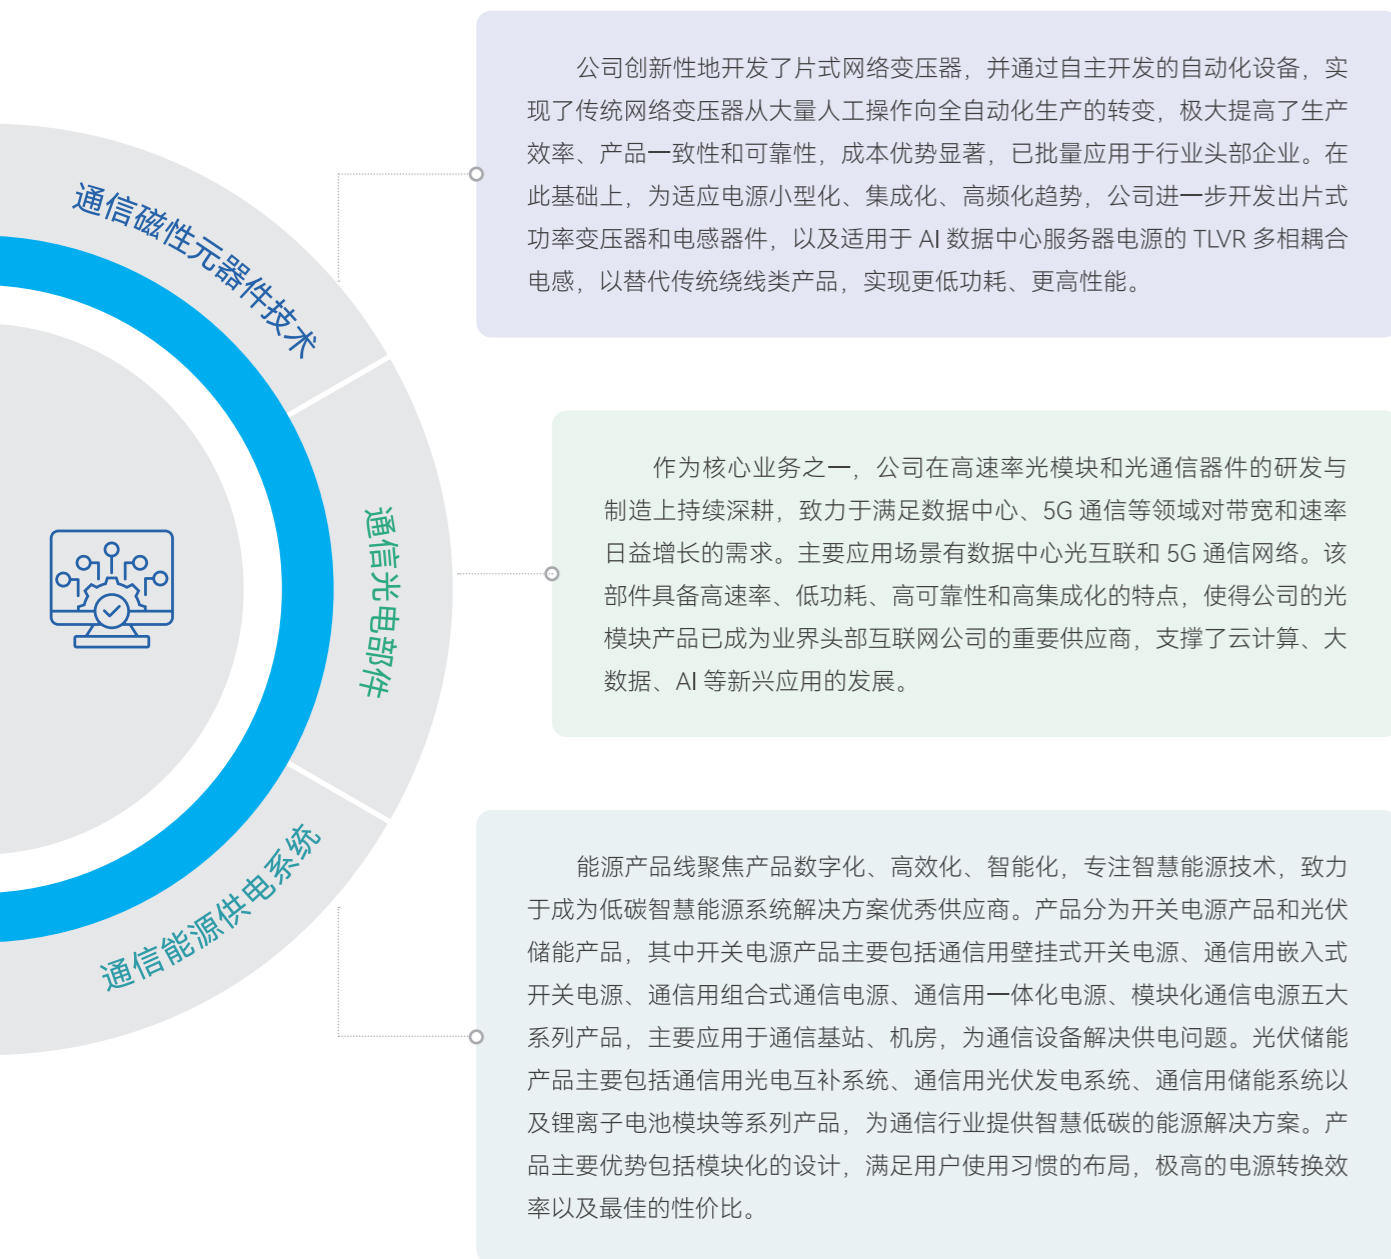 通信磁性元器件技术
公司创新性地开发了片式网络变压器，并通过自主开发的自动化设备，实
现了传统网络变压器从大量人工操作向全自动化生产的转变，极大提高了生产
效率、产品一致性和可靠性，成本优势显著，已批量应用于行业头部企业。在
此基础上，为适应电源小型化、集成化、高频化趋势，公司进一步开发出片式
功率变压器和电感器件，以及适用于 AI 数据中心服务器电源的 TLVR 多相耦合
电感，以替代传统绕线类产品，实现更低功耗、更高性能。
通信光电部件
作为核心业务之一，公司在高速率光模块和光通信器件的研发与
制造上持续深耕，致力于满足数据中心、5G 通信等领域对带宽和速率
日益增长的需求。主要应用场景有数据中心光互联和 5G 通信网络。该
部件具备高速率、低功耗、高可靠性和高集成化的特点，使得公司的光
模块产品已成为业界头部互联网公司的重要供应商，支撑了云计算、大
数据、AI 等新兴应用的发展。
通信能源供电系统
能源产品线聚焦产品数字化、高效化、智能化，专注智慧能源技术，致力
于成为低碳智慧能源系统解决方案优秀供应商。产品分为开关电源产品和光伏
储能产品，其中开关电源产品主要包括通信用壁挂式开关电源、通信用嵌入式
开关电源、通信用组合式通信电源、通信用一体化电源、模块化通信电源五大
系列产品，主要应用于通信基站、机房，为通信设备解决供电问题。光伏储能
产品主要包括通信用光电互补系统、通信用光伏发电系统、通信用储能系统以
及锂离子电池模块等系列产品，为通信行业提供智慧低碳的能源解决方案。产
品主要优势包括模块化的设计，满足用户使用习惯的布局，极高的电源转换效
率以及最佳的性价比。